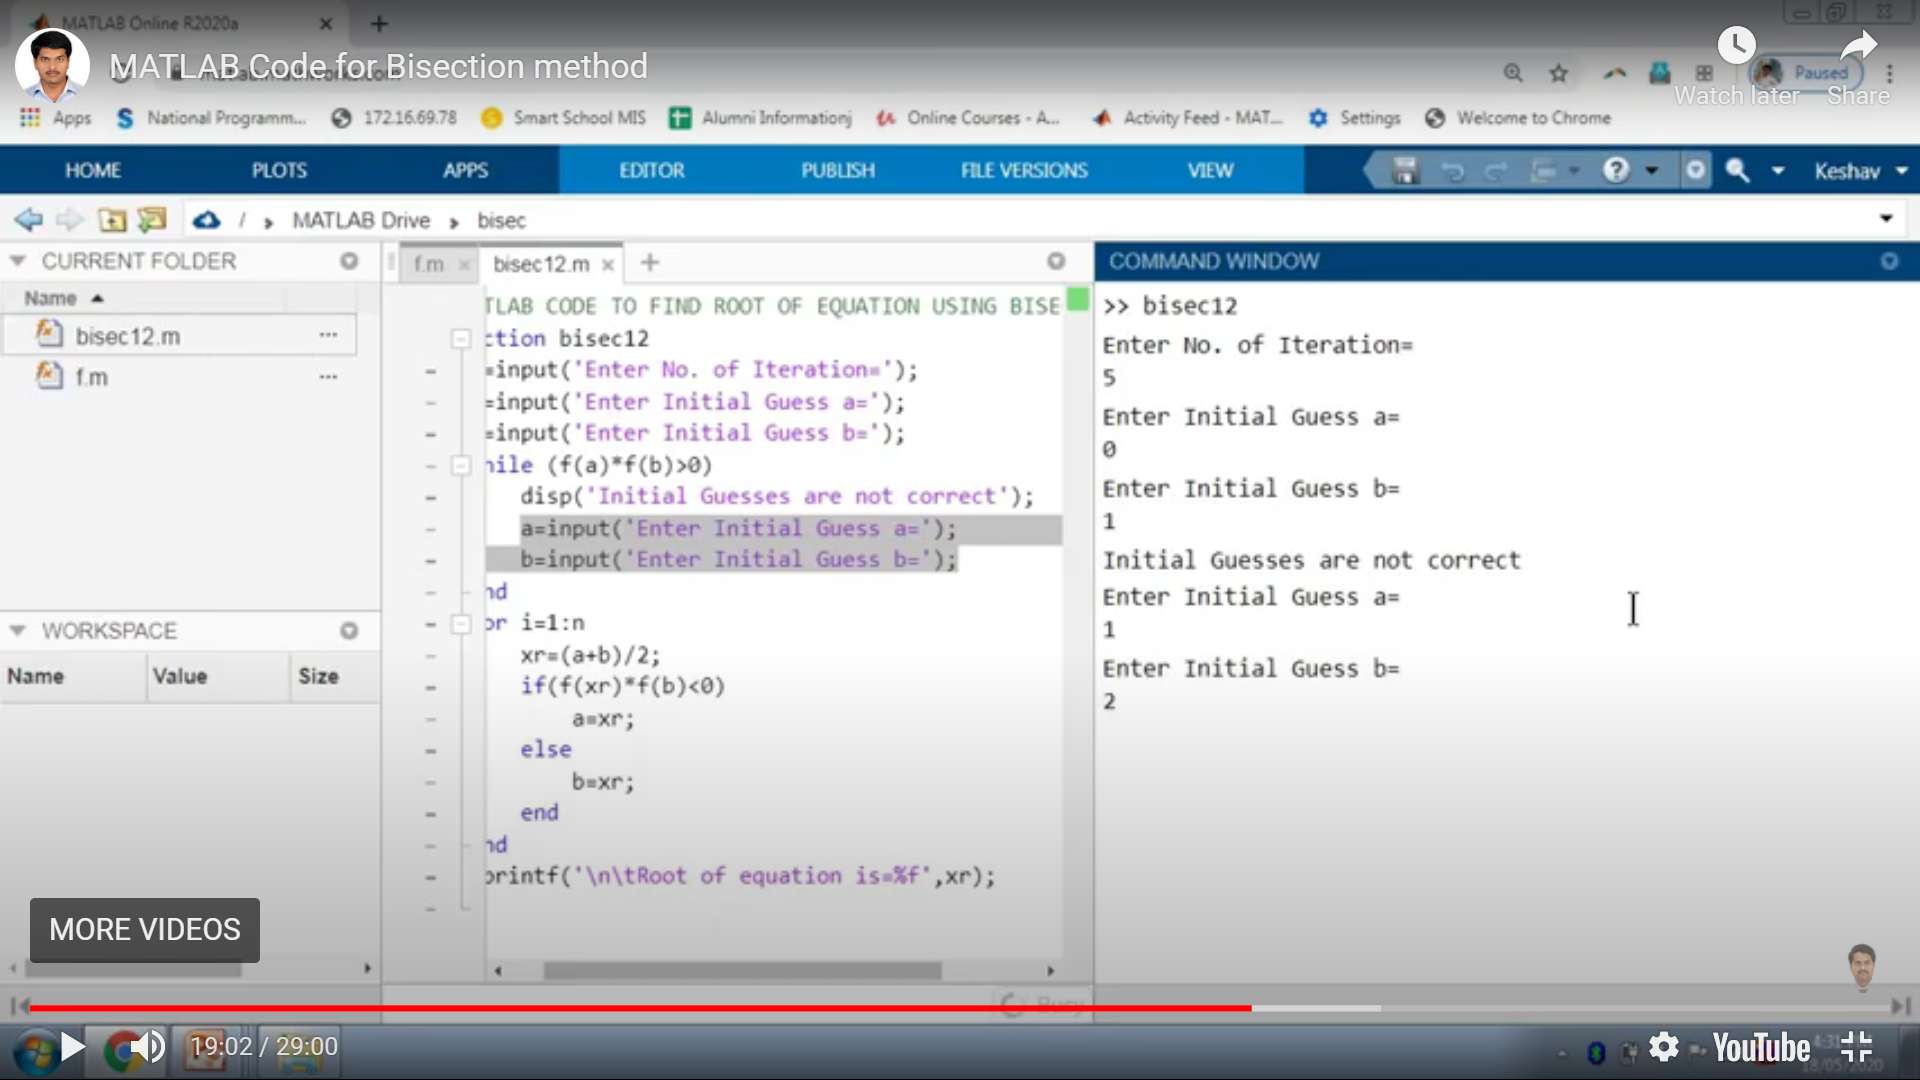 MATLAB Online R2020a
MATLAB Code for Bisection method
Paused
Watch later Share
Apps National Programm... 172.16.69.78 Smart School MIS Alumni Informationj Online Courses - A... Activity Feed - MAT... Settings Welcome to Chrome
HOME PLOTS APPS EDITOR PUBLISH FILE VERSIONS VIEW Keshav
/ MATLAB Drive bisec
CURRENT FOLDER
Name
bisec12.m
f.m
WORKSPACE
Name Value Size
f.m bisec12.m
TLAB CODE TO FIND ROOT OF EQUATION USING BISE
ction bisec12
=input('Enter No. of Iteration=');
=input('Enter Initial Guess a=');
=input('Enter Initial Guess b=');
hile (f(a)*f(b)>0)
disp('Initial Guesses are not correct');
a=input('Enter Initial Guess a=');
b=input('Enter Initial Guess b=');
nd
or i=1:n
xr=(a+b)/2;
if(f(xr)*f(b)<0)
a=xr;
else
b=xr;
end
nd
printf('\n\tRoot of equation is=%f',xr);
Busy
COMMAND WINDOW
>> bisec12
Enter No. of Iteration=
5
Enter Initial Guess a=
0
Enter Initial Guess b=
1
Initial Guesses are not correct
Enter Initial Guess a=
1
Enter Initial Guess b=
2
MORE VIDEOS
19:02 / 29:00
YouTube